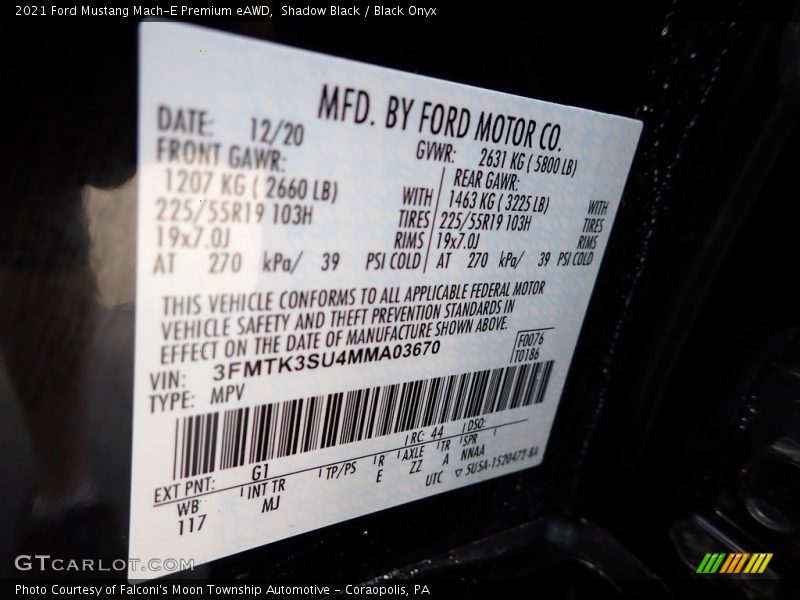 2021 Ford Mustang Mach-E Premium eAWD, Shadow Black / Black Onyx
MFD. BY FORD MOTOR CO.
DATE: 12/20
GVWR: 2631 KG ( 5800 LB)
FRONT GAWR:
1207 KG ( 2660 LB) WITH
225/55R19 103H TIRES
19x7.0J RIMS
AT 270 kPa/ 39 PSI COLD
REAR GAWR:
1463 KG ( 3225 LB) WITH
225/55R19 103H TIRES
19x7.0J RIMS
AT 270 kPa/ 39 PSI COLD
THIS VEHICLE CONFORMS TO ALL APPLICABLE FEDERAL MOTOR
VEHICLE SAFETY AND THEFT PREVENTION STANDARDS IN
EFFECT ON THE DATE OF MANUFACTURE SHOWN ABOVE.
VIN: 3FMTK3SU4MMA03670
TYPE: MPV
F0076
T0186
EXT PNT: G1 RC: 44 DSO:
WB INT TR TP/PS R AXLE TR SPR
117 MJ E ZZ A NNAA
UTC 5U5A-1520472-BA
GTcarlot.com
Photo Courtesy of Falconi's Moon Township Automotive - Coraopolis, PA